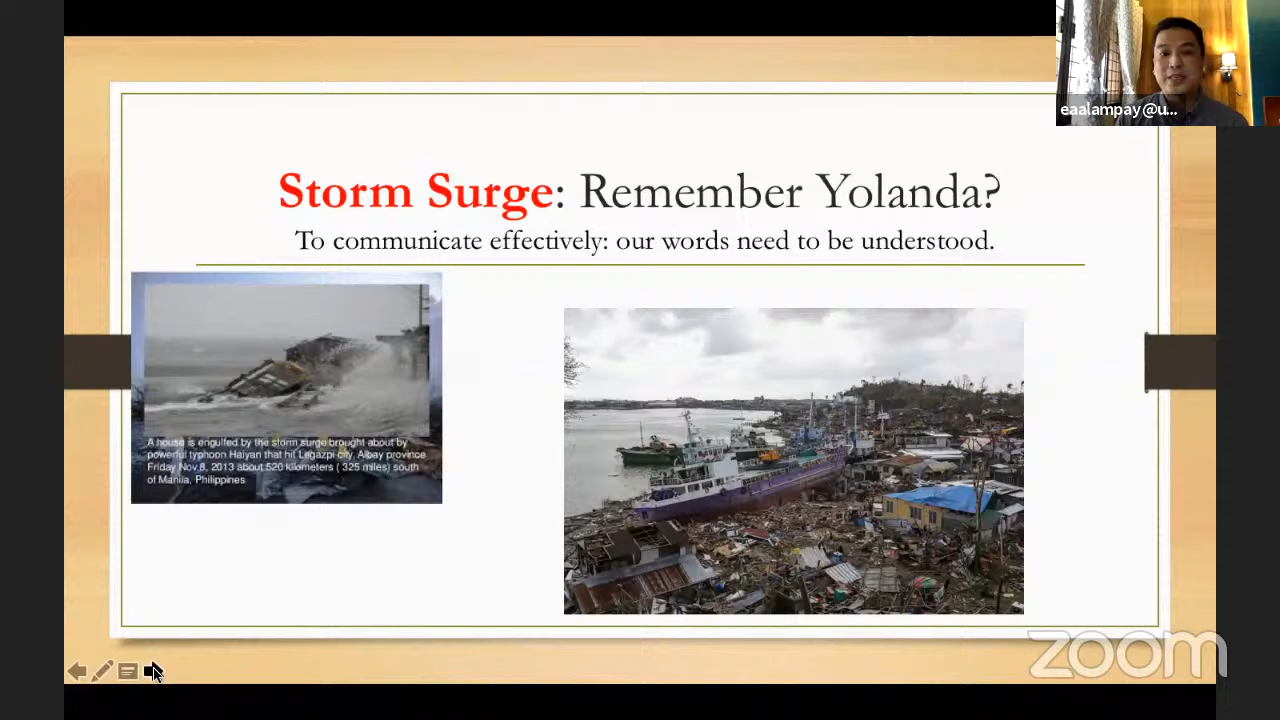 eaalampay@u...
Storm Surge: Remember Yolanda?
To communicate effectively: our words need to be understood.
A house is engulfed by the storm surge brought about by
powerful typhoon Haiyan that hit Legazpi city, Albay province
Friday Nov.8, 2013 about 520 kilometers ( 325 miles) south
of Manila, Philippines
zoom